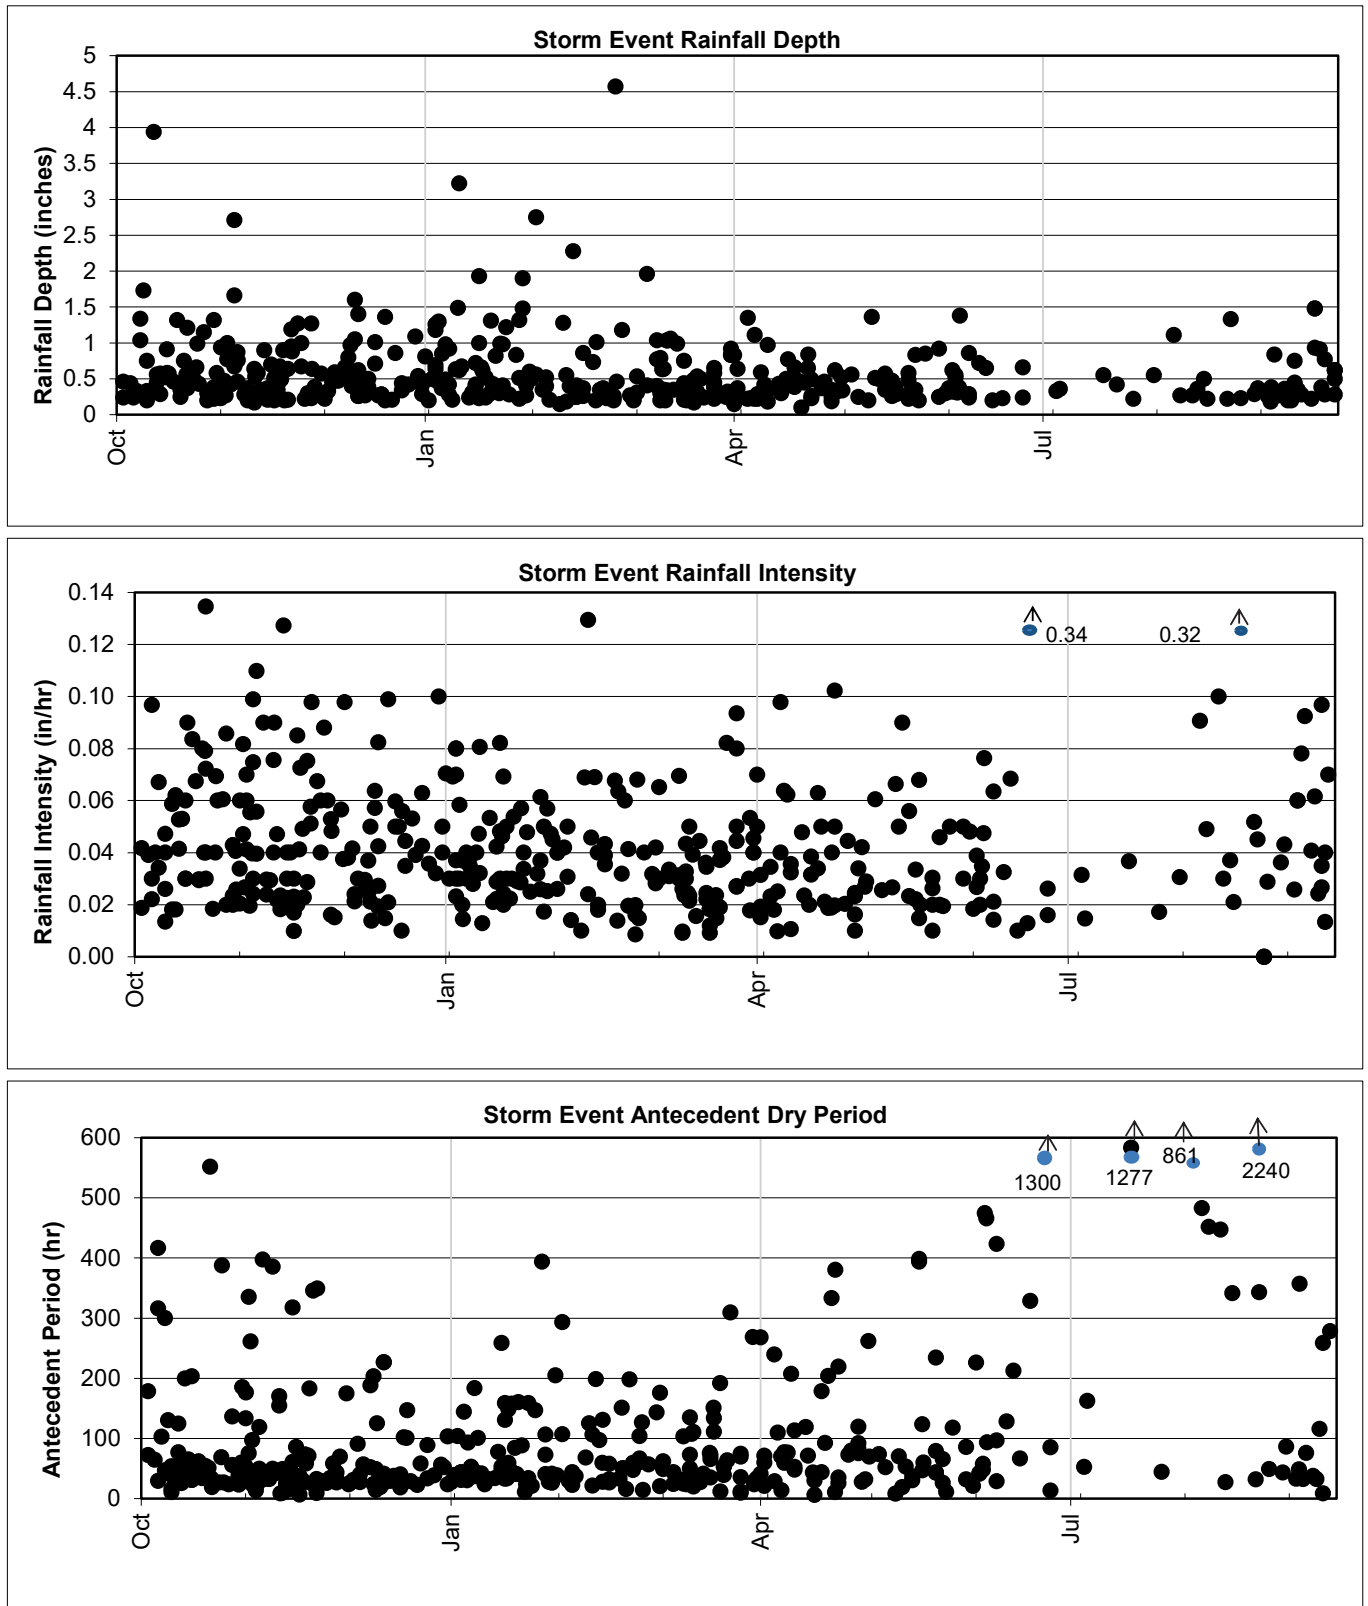 Storm Event Rainfall Depth
5
4.5
4
3.5
3
2.5
2
1.5
1
0.5
0
Rainfall Depth (inches)
Oct
Jan
Apr
Jul
Storm Event Rainfall Intensity
0.14
0.12
0.10
0.08
0.06
0.04
0.02
0.00
Rainfall Intensity (in/hr)
0.34
0.32
Oct
Jan
Apr
Jul
Storm Event Antecedent Dry Period
600
500
400
300
200
100
0
Antecedent Period (hr)
1300
1277
861
2240
Oct
Jan
Apr
Jul